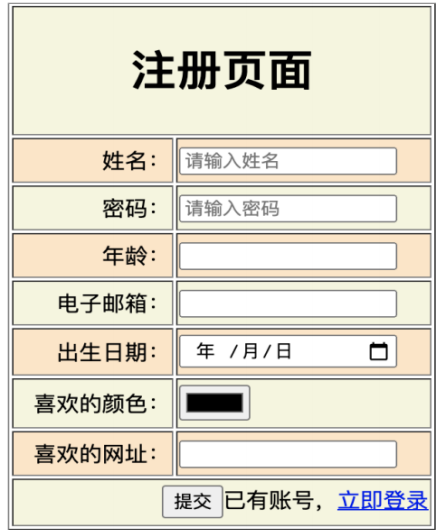 注册页面
姓名：
请输入姓名
密码：
请输入密码
年龄：
电子邮箱：
出生日期：
年 /月/日
喜欢的颜色：
喜欢的网址：
提交 已有账号，立即登录